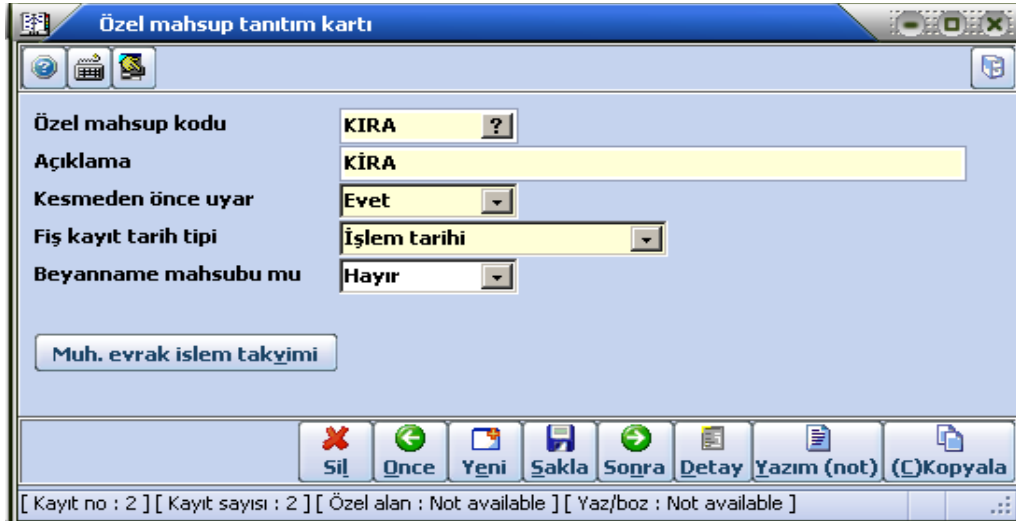 Özel mahsup tanıtım kartı
Özel mahsup kodu KIRA ?
Açıklama KİRA
Kesmeden önce uyar Evet
Fiş kayıt tarih tipi İşlem tarihi
Beyanname mahsubu mu Hayır
Muh. evrak islem takvimi
Sil Önce Yeni Sakla Sonra Detay Yazım (not) (C)Kopyala
[ Kayıt no : 2 ] [ Kayıt sayısı : 2 ] [ Özel alan : Not available ] [ Yaz/boz : Not available ]